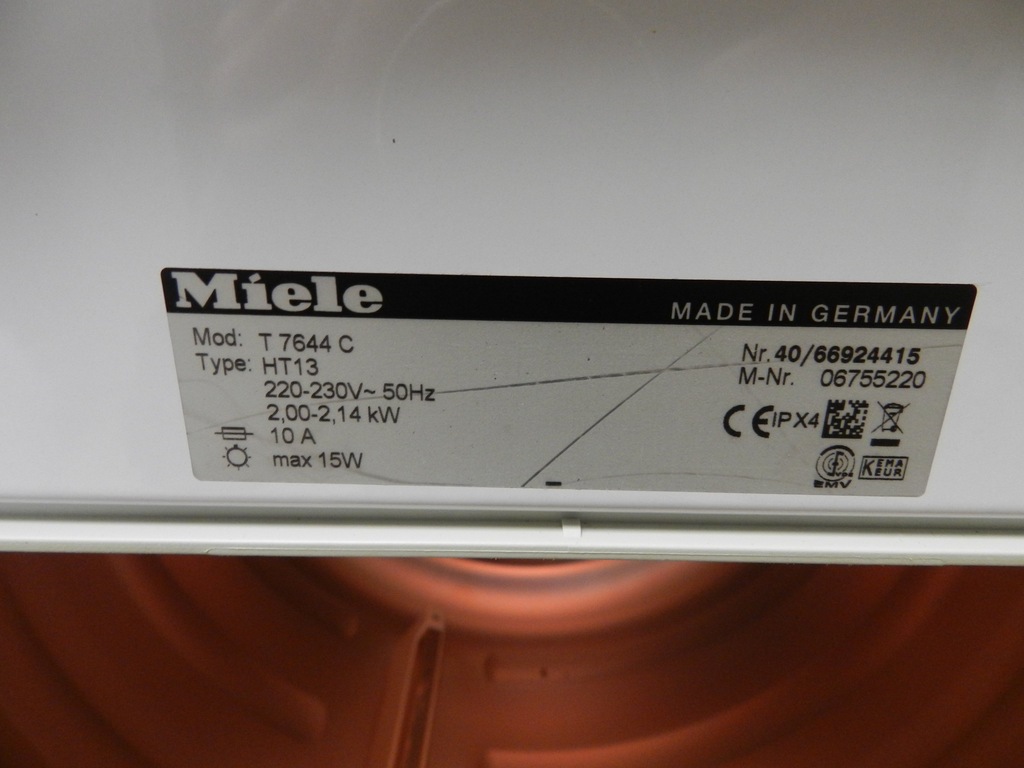 Miele
MADE IN GERMANY
Mod: T 7644 C
Type: HT13
220-230V~ 50Hz
2,00-2,14 kW
10 A
max 15W
Nr. 40/66924415
M-Nr. 06755220
CE IPX4
EMV
KEMA
EUR